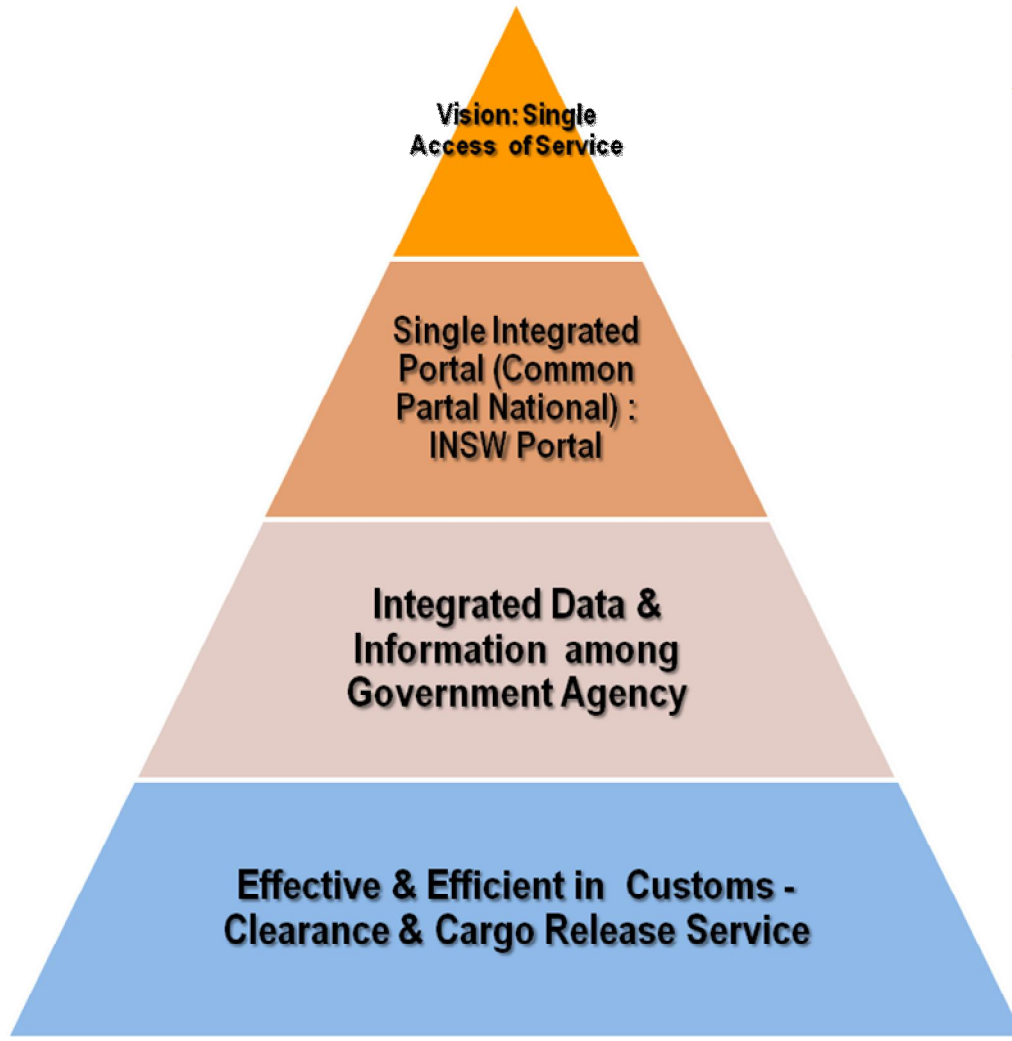 Vision: Single
Access of Service
Single Integrated
Portal (Common
Partal National) :
INSW Portal
Integrated Data &
Information among
Government Agency
Effective & Efficient in Customs -
Clearance & Cargo Release Service